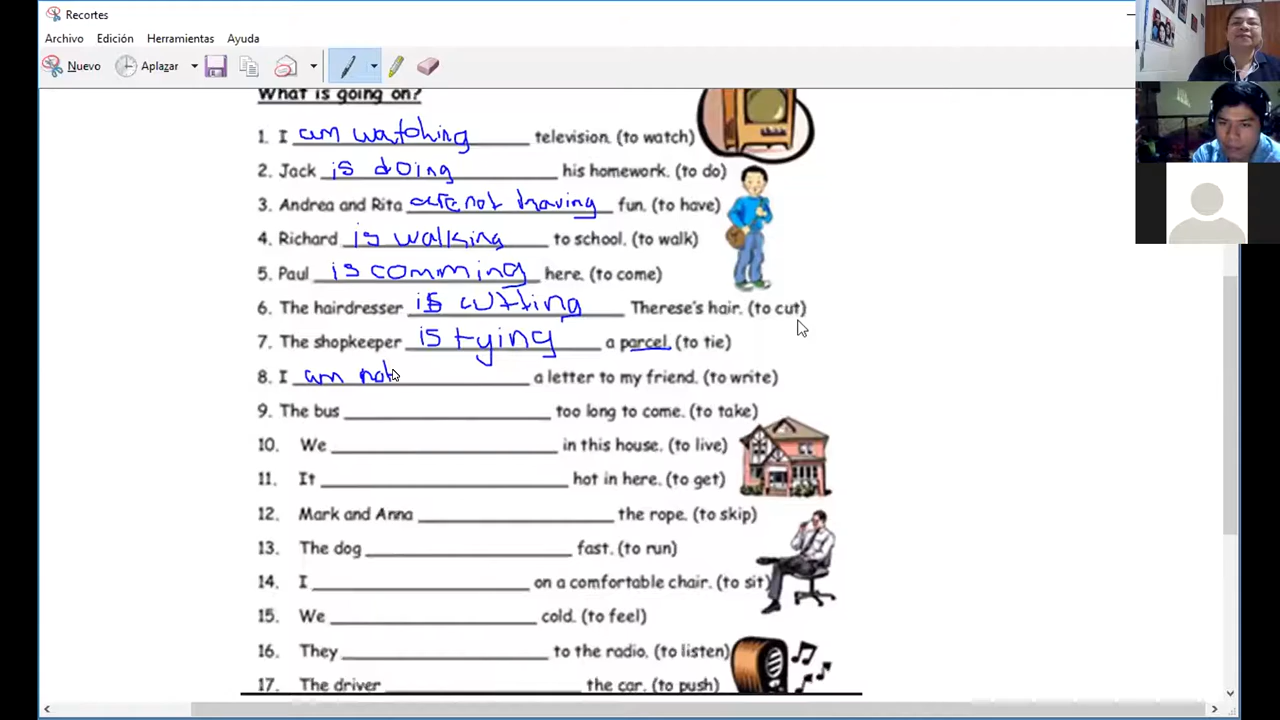 Recortes
Archivo Edición Herramientas Ayuda
Nuevo Aplazar
What is going on?
1. I am watching television. (to watch)
2. Jack is doing his homework. (to do)
3. Andrea and Rita are not having fun. (to have)
4. Richard is walking to school. (to walk)
5. Paul is comming here. (to come)
6. The hairdresser is cutting Therese's hair. (to cut)
7. The shopkeeper is tying a parcel. (to tie)
8. I am not a letter to my friend. (to write)
9. The bus too long to come. (to take)
10. We in this house. (to live)
11. It hot in here. (to get)
12. Mark and Anna the rope. (to skip)
13. The dog fast. (to run)
14. I on a comfortable chair. (to sit)
15. We cold. (to feel)
16. They to the radio. (to listen)
17. The driver the car. (to push)